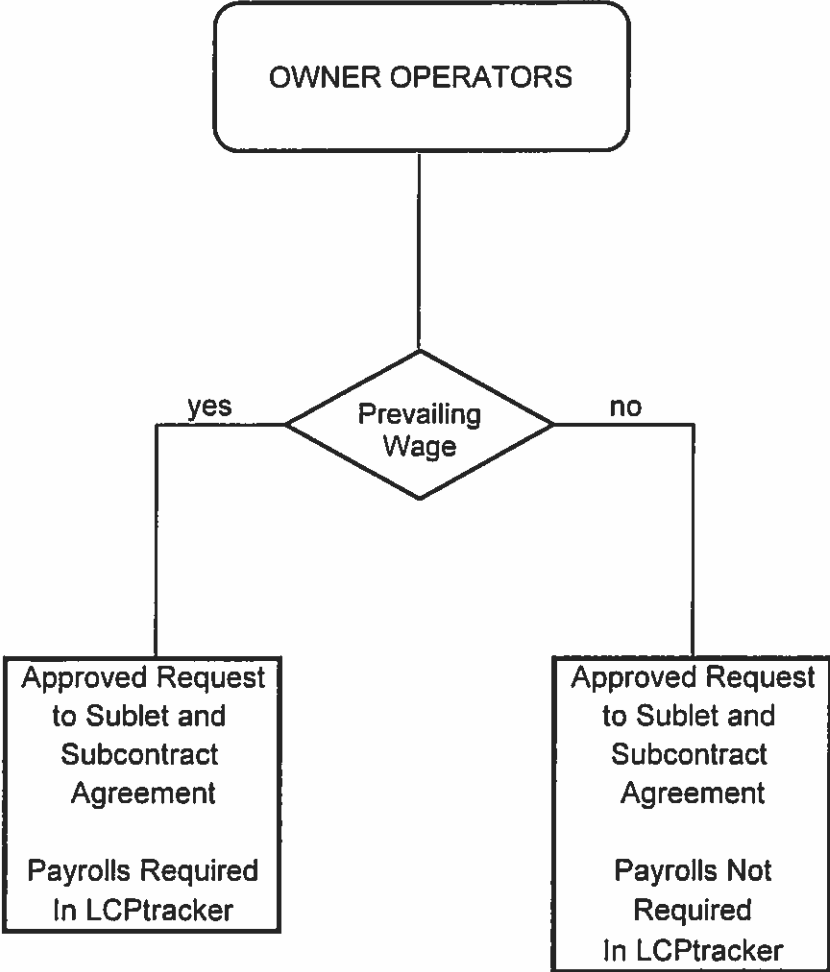 OWNER OPERATORS
yes
Prevailing
Wage
no
Approved Request
to Sublet and
Subcontract
Agreement
Payrolls Required
In LCPtracker
Approved Request
to Sublet and
Subcontract
Agreement
Payrolls Not
Required
In LCPtracker